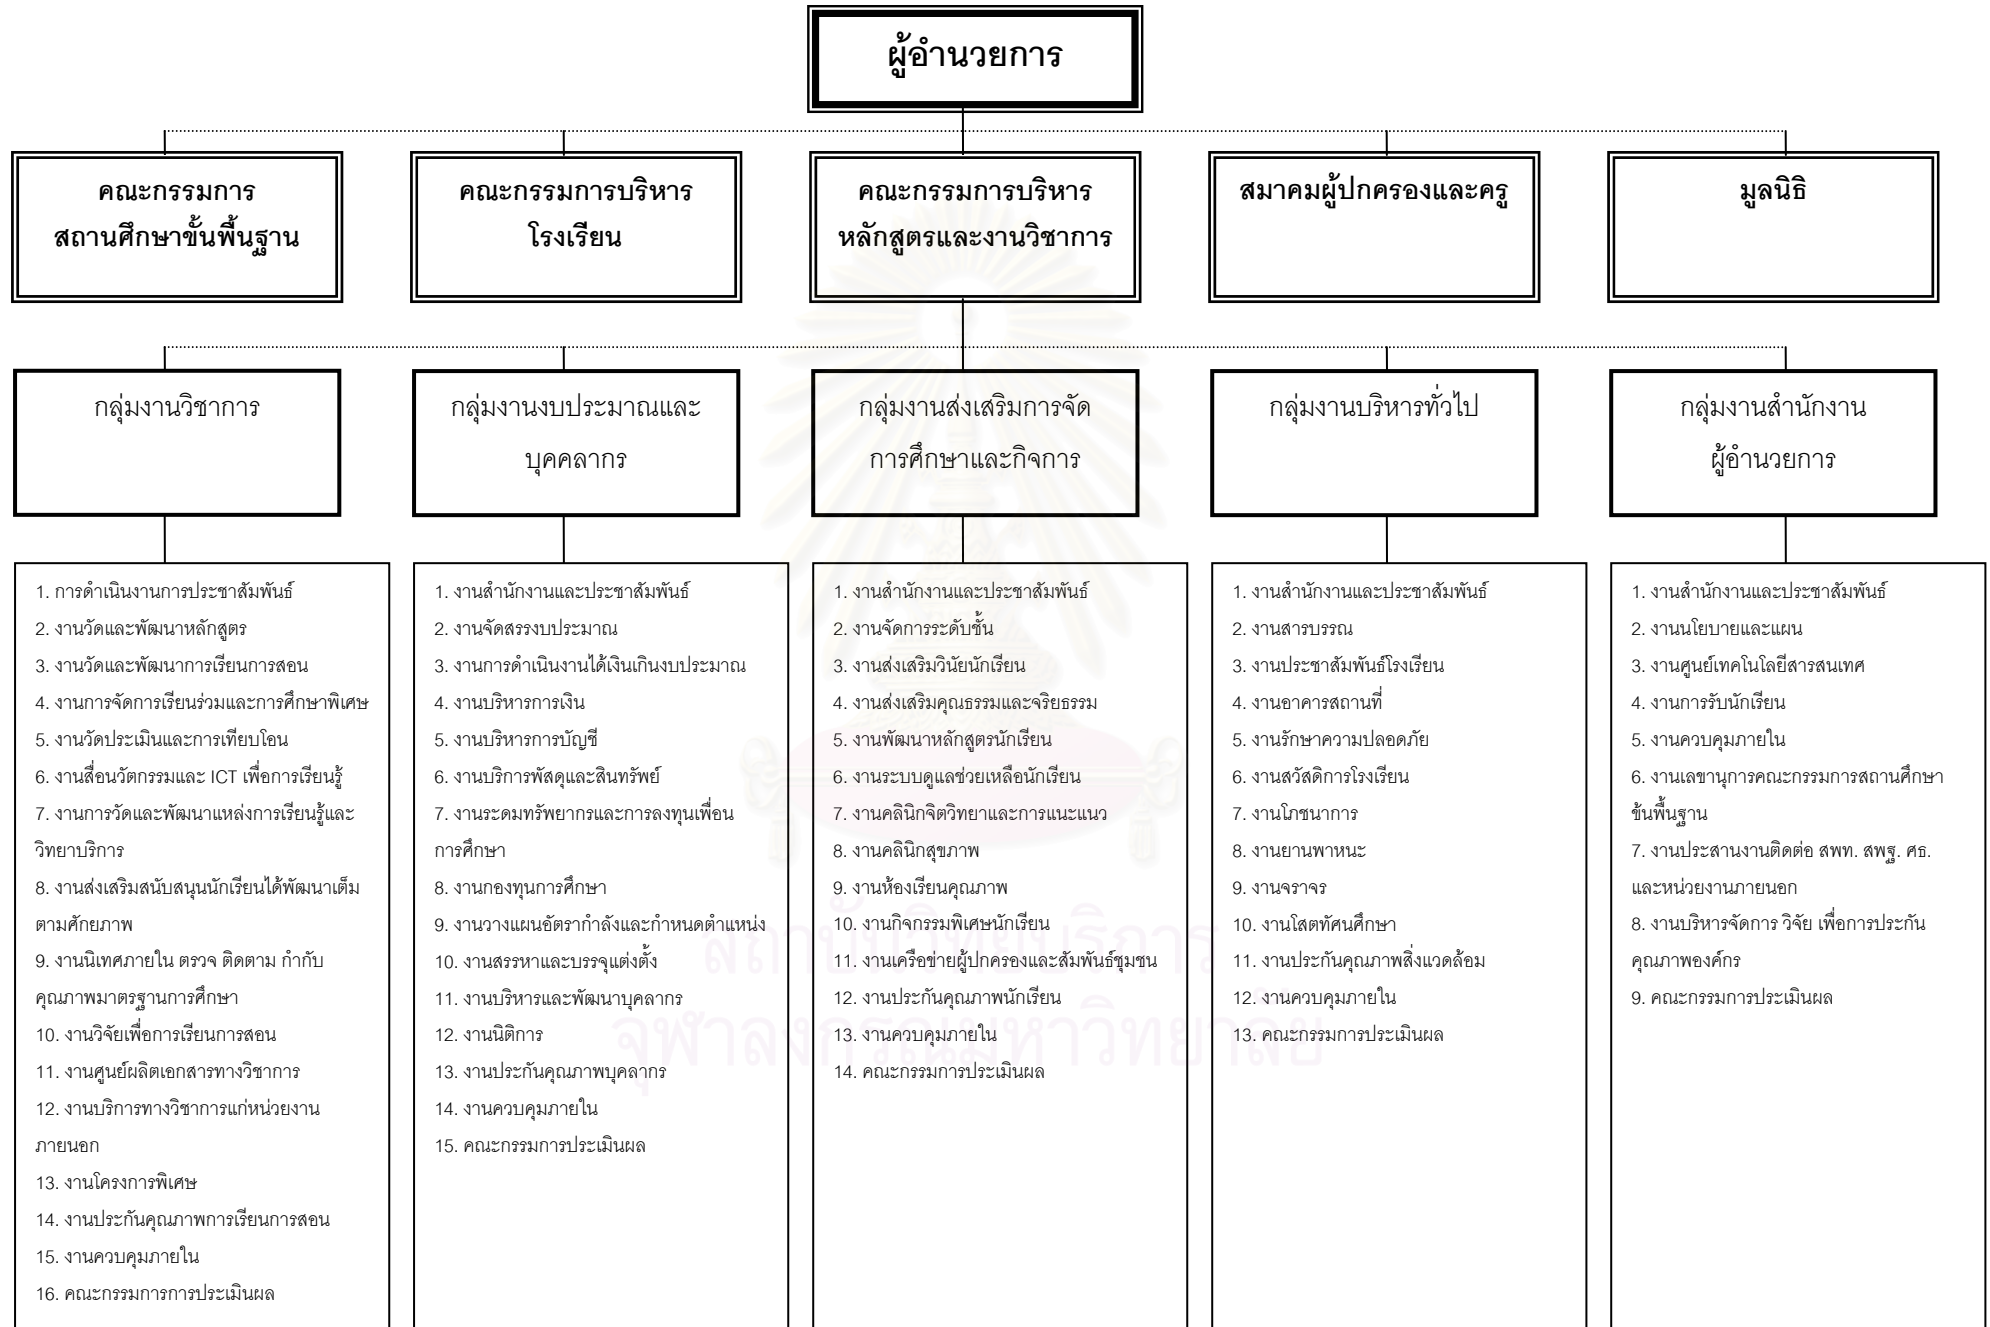 ผู้อำนวยการ
คณะกรรมการ
สถานศึกษาขั้นพื้นฐาน
คณะกรรมการบริหาร
โรงเรียน
คณะกรรมการบริหาร
หลักสูตรและงานวิชาการ
สมาคมผู้ปกครองและครู
มูลนิธิ
กลุ่มงานวิชาการ
กลุ่มงานงบประมาณและ
บุคคลากร
กลุ่มงานส่งเสริมการจัด
การศึกษาและกิจการ
กลุ่มงานบริหารทั่วไป
กลุ่มงานสำนักงาน
ผู้อำนวยการ
1. การดำเนินงานการประชาสัมพันธ์
2. งานวัดและพัฒนาหลักสูตร
3. งานวัดและพัฒนาการเรียนการสอน
4. งานการจัดการเรียนร่วมและการศึกษาพิเศษ
5. งานวัดประเมินและการเทียบโอน
6. งานสื่อนวัตกรรมและ ICT เพื่อการเรียนรู้
7. งานการวัดและพัฒนาแหล่งการเรียนรู้และ
วิทยาบริการ
8. งานส่งเสริมสนับสนุนนักเรียนได้พัฒนาเต็ม
ตามศักยภาพ
9. งานนิเทศภายใน ตรวจ ติดตาม กำกับ
คุณภาพมาตรฐานการศึกษา
10. งานวิจัยเพื่อการเรียนการสอน
11. งานศูนย์ผลิตเอกสารทางวิชาการ
12. งานบริการทางวิชาการแก่หน่วยงาน
ภายนอก
13. งานโครงการพิเศษ
14. งานประกันคุณภาพการเรียนการสอน
15. งานควบคุมภายใน
16. คณะกรรมการการประเมินผล
1. งานสำนักงานและประชาสัมพันธ์
2. งานจัดสรรงบประมาณ
3. งานการดำเนินงานได้เงินเกินงบประมาณ
4. งานบริหารการเงิน
5. งานบริหารการบัญชี
6. งานบริการพัสดุและสินทรัพย์
7. งานระดมทรัพยากรและการลงทุนเพื่อน
การศึกษา
8. งานกองทุนการศึกษา
9. งานวางแผนอัตรากำลังและกำหนดตำแหน่ง
10. งานสรรหาและบรรจุแต่งตั้ง
11. งานบริหารและพัฒนาบุคลากร
12. งานนิติการ
13. งานประกันคุณภาพบุคลากร
14. งานควบคุมภายใน
15. คณะกรรมการประเมินผล
1. งานสำนักงานและประชาสัมพันธ์
2. งานจัดการระดับชั้น
3. งานส่งเสริมวินัยนักเรียน
4. งานส่งเสริมคุณธรรมและจริยธรรม
5. งานพัฒนาหลักสูตรนักเรียน
6. งานระบบดูแลช่วยเหลือนักเรียน
7. งานคลินิกจิตวิทยาและการแนะแนว
8. งานคลินิกสุขภาพ
9. งานห้องเรียนคุณภาพ
10. งานกิจกรรมพิเศษนักเรียน
11. งานเครือข่ายผู้ปกครองและสัมพันธ์ชุมชน
12. งานประกันคุณภาพนักเรียน
13. งานควบคุมภายใน
14. คณะกรรมการประเมินผล
1. งานสำนักงานและประชาสัมพันธ์
2. งานสารบรรณ
3. งานประชาสัมพันธ์โรงเรียน
4. งานอาคารสถานที่
5. งานรักษาความปลอดภัย
6. งานสวัสดิการโรงเรียน
7. งานโภชนาการ
8. งานยานพาหนะ
9. งานจราจร
10. งานโสตทัศนศึกษา
11. งานประกันคุณภาพสิ่งแวดล้อม
12. งานควบคุมภายใน
13. คณะกรรมการประเมินผล
1. งานสำนักงานและประชาสัมพันธ์
2. งานนโยบายและแผน
3. งานศูนย์เทคโนโลยีสารสนเทศ
4. งานการรับนักเรียน
5. งานควบคุมภายใน
6. งานเลขานุการคณะกรรมการสถานศึกษา
ขั้นพื้นฐาน
7. งานประสานงานติดต่อ สพท. สพฐ. ศธ.
และหน่วยงานภายนอก
8. งานบริหารจัดการ วิจัย เพื่อการประกัน
คุณภาพองค์กร
9. คณะกรรมการประเมินผล
สถาบันวิทยบริการ
จุฬาลงกรณ์มหาวิทยาลัย